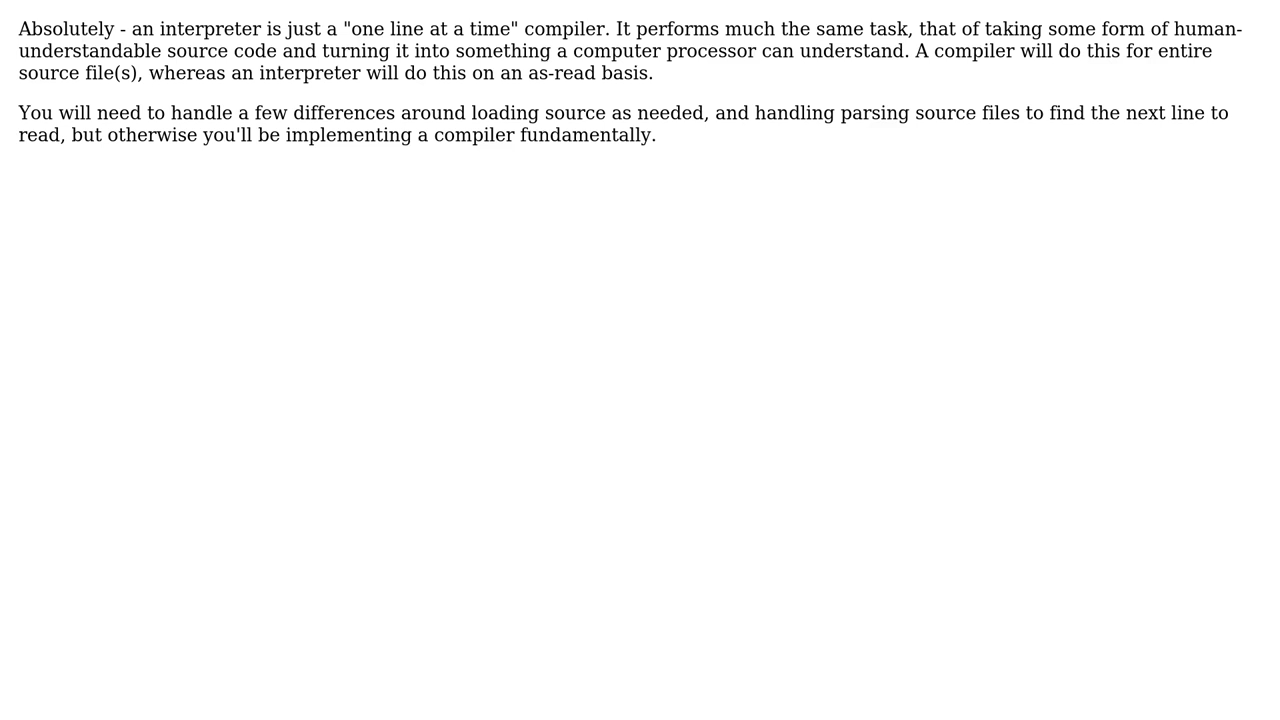 Absolutely - an interpreter is just a "one line at a time" compiler. It performs much the same task, that of taking some form of human-
understandable source code and turning it into something a computer processor can understand. A compiler will do this for entire
source file(s), whereas an interpreter will do this on an as-read basis.
You will need to handle a few differences around loading source as needed, and handling parsing source files to find the next line to
read, but otherwise you'll be implementing a compiler fundamentally.